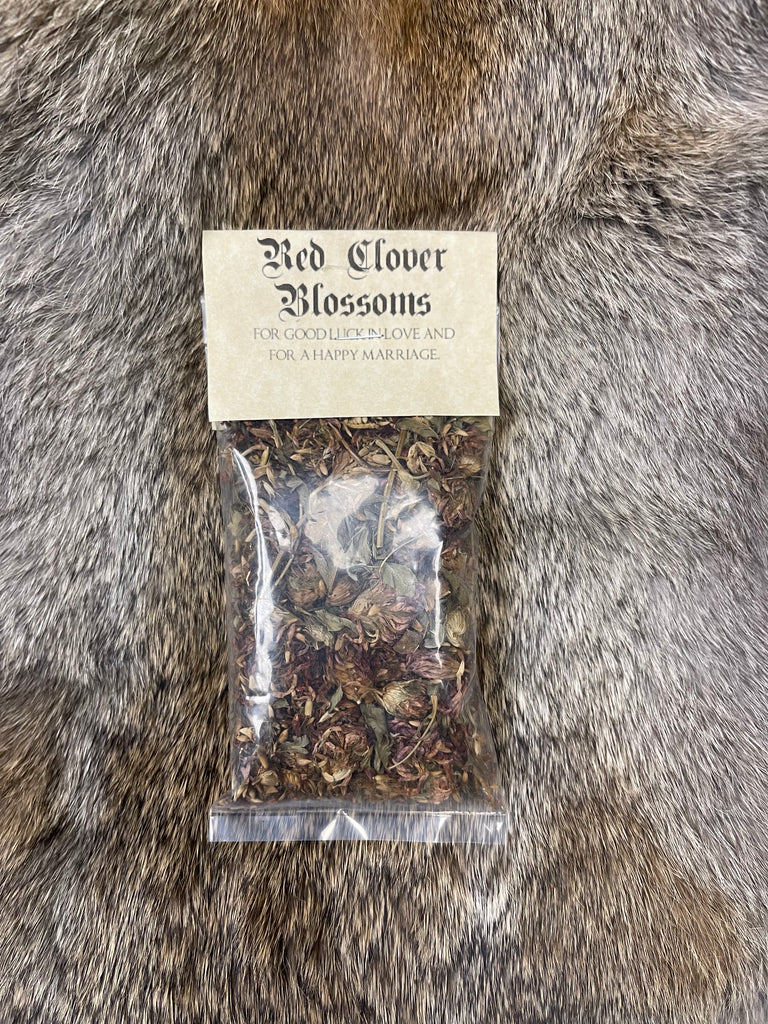 Red Clover
Blossoms
FOR GOOD LUCK IN LOVE AND
FOR A HAPPY MARRIAGE.